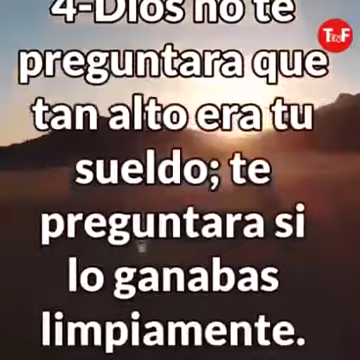 4-Dios no te
preguntara que
tan alto era tu
sueldo; te
preguntara si
lo ganabas
limpiamente.